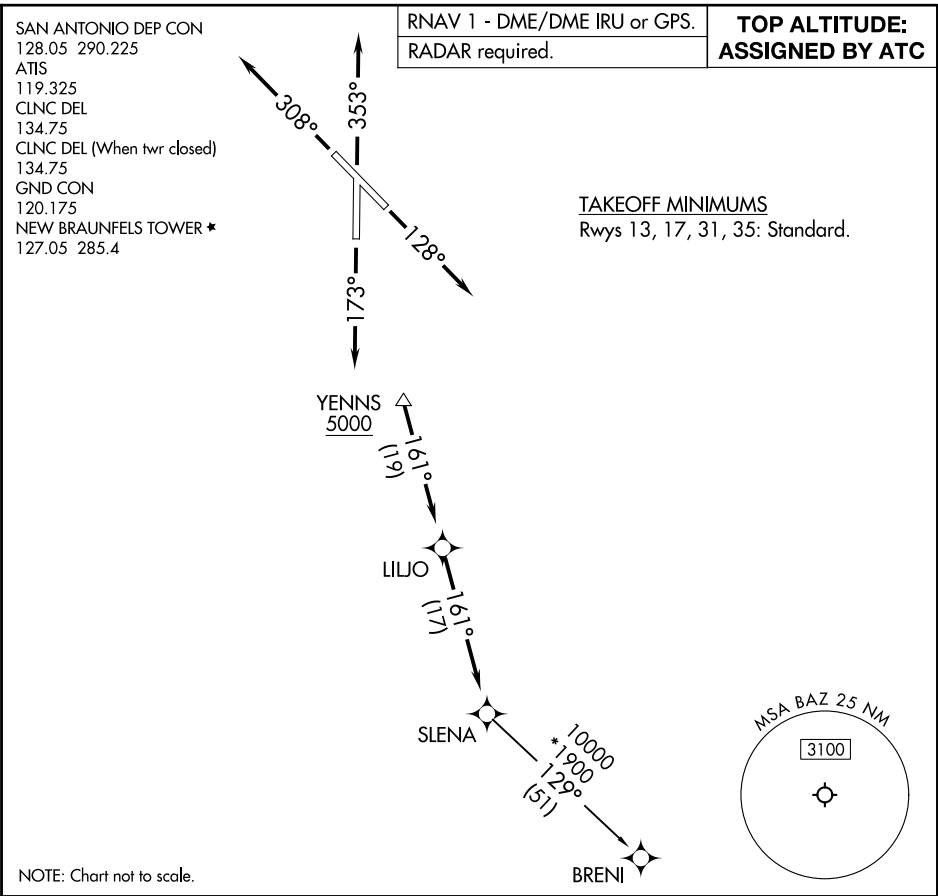 SAN ANTONIO DEP CON
128.05 290.225
ATIS
119.325
CLNC DEL
134.75
CLNC DEL (When twr closed)
134.75
GND CON
120.175
NEW BRAUNFELS TOWER ★
127.05 285.4
RNAV 1 - DME/DME IRU or GPS.
RADAR required.
TOP ALTITUDE:
ASSIGNED BY ATC
308°
353°
128°
173°
TAKEOFF MINIMUMS
Rwys 13, 17, 31, 35: Standard.
YENNS
5000
161°
(19)
LILJO
161°
(17)
SLENA
10000
*1900
129°
(51)
BRENI
MSA BAZ 25 NM
3100
NOTE: Chart not to scale.